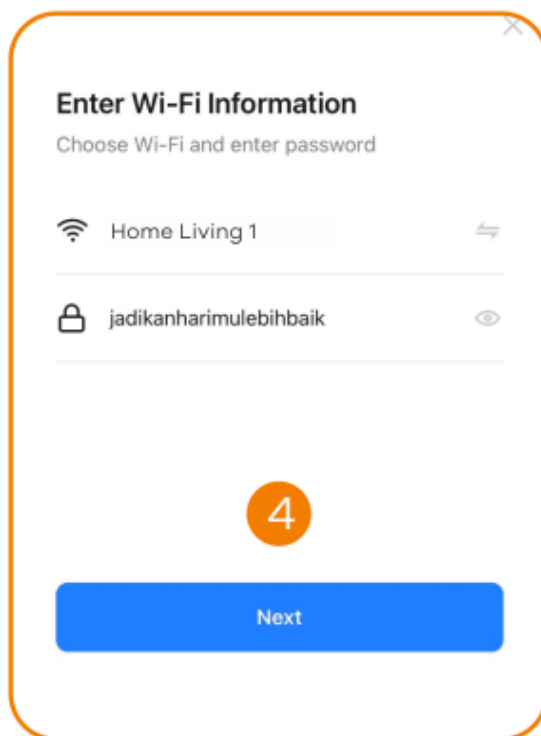 Enter Wi-Fi Information
Choose Wi-Fi and enter password
Home Living 1
jadikanharimulebihbaik
4
Next